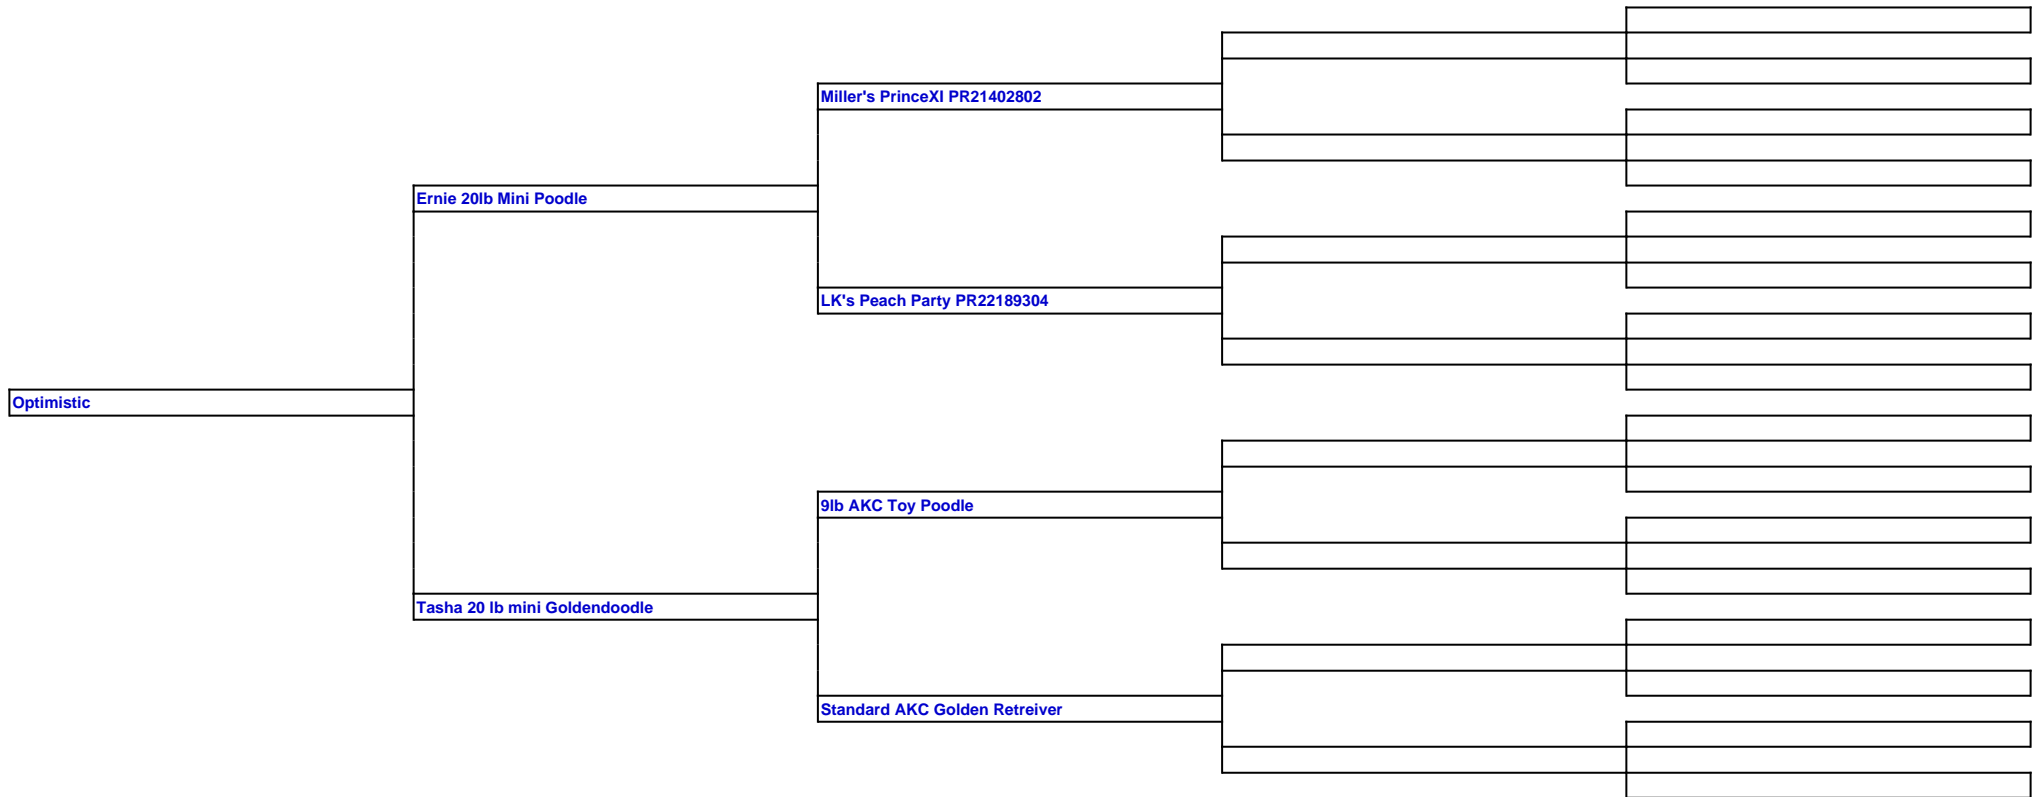 Miller's PrinceXI PR21402802
Ernie 20lb Mini Poodle
LK's Peach Party PR22189304
Optimistic
9lb AKC Toy Poodle
Tasha 20 lb mini Goldendoodle
Standard AKC Golden Retreiver